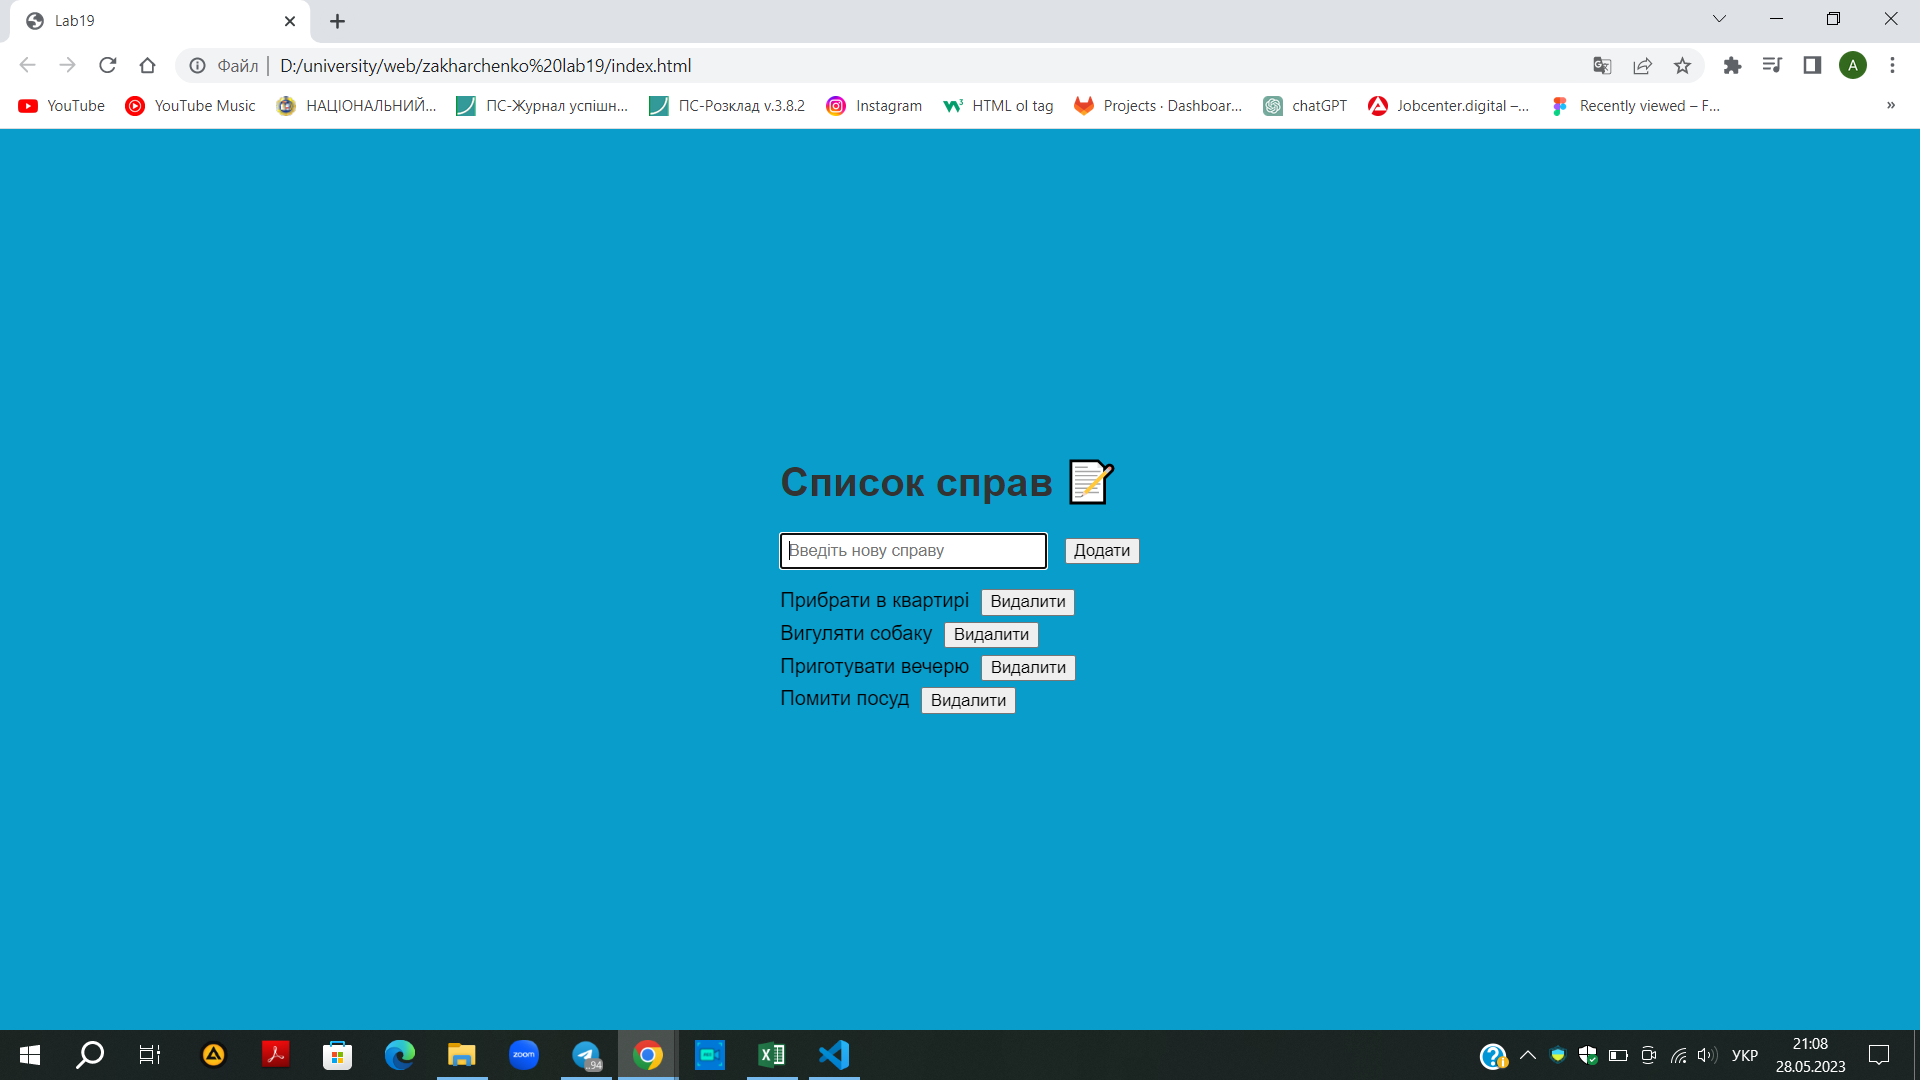 Lab19
Файл | D:/university/web/zakharchenko%20lab19/index.html
A
YouTube YouTube Music НАЦІОНАЛЬНИЙ... ПС-Журнал успішн... ПС-Розклад v.3.8.2 Instagram HTML ol tag Projects · Dashboar... chatGPT Jobcenter.digital –... Recently viewed – F... »
Список справ
Введіть нову справу Додати
Прибрати в квартирі Видалити
Вигуляти собаку Видалити
Приготувати вечерю Видалити
Помити посуд Видалити
zoom
..94
УКР
21:08
28.05.2023